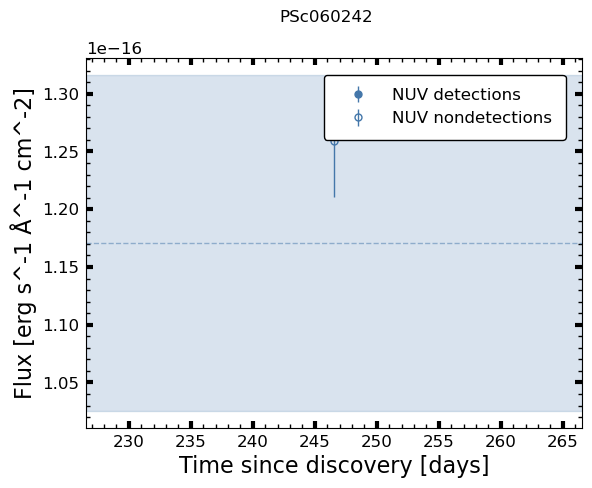 PSc060242
1e−16
NUV detections
NUV nondetections
1.30
1.25
1.20
1.15
1.10
1.05
Flux [erg s^-1 Å^-1 cm^-2]
230 235 240 245 250 255 260 265
Time since discovery [days]